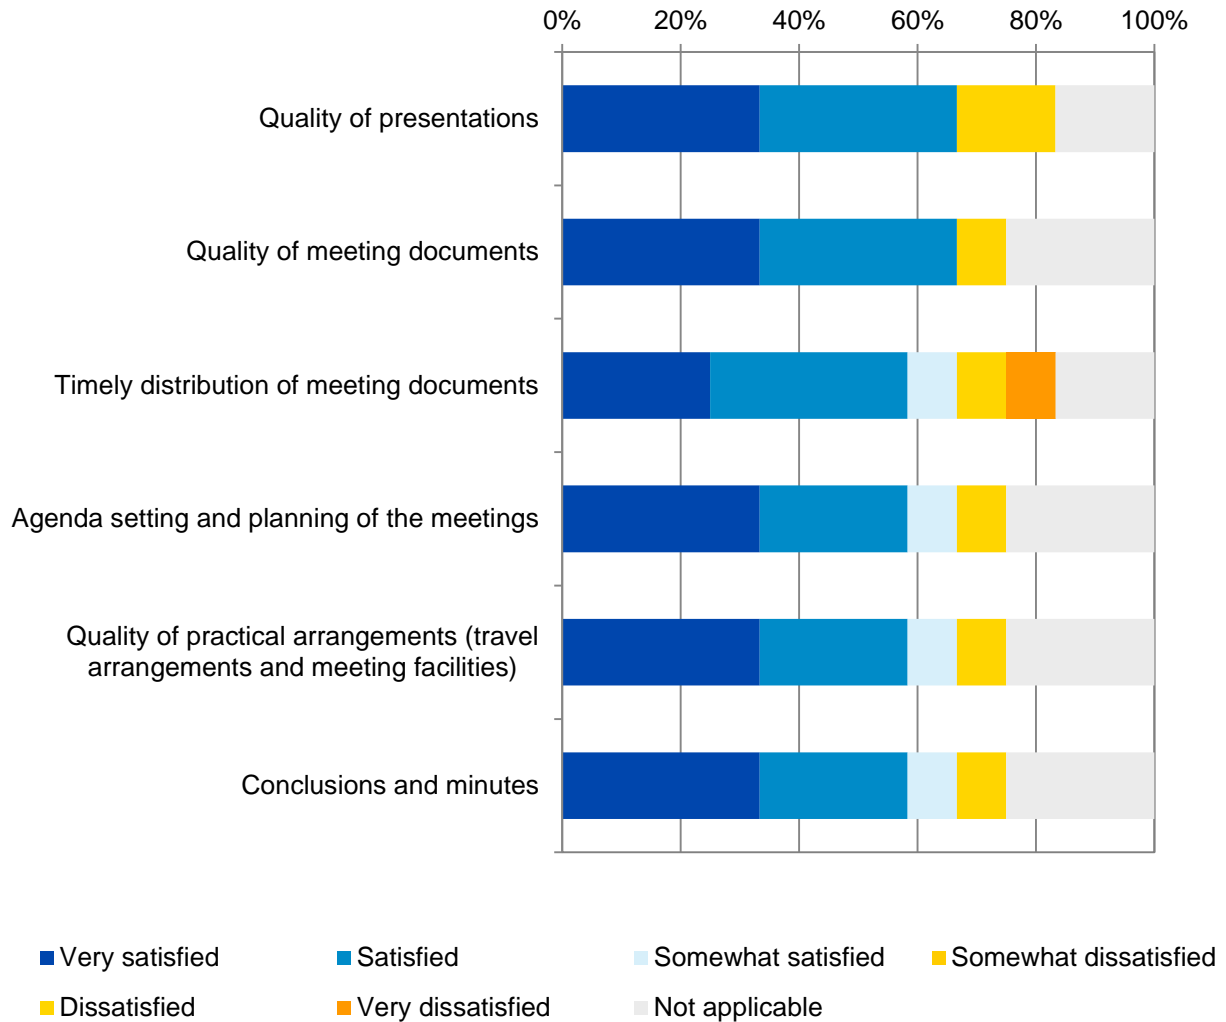 0% 20% 40% 60% 80% 100%
Quality of presentations
Quality of meeting documents
Timely distribution of meeting documents
Agenda setting and planning of the meetings
Quality of practical arrangements (travel
arrangements and meeting facilities)
Conclusions and minutes
Very satisfied Satisfied Somewhat satisfied Somewhat dissatisfied
Dissatisfied Very dissatisfied Not applicable